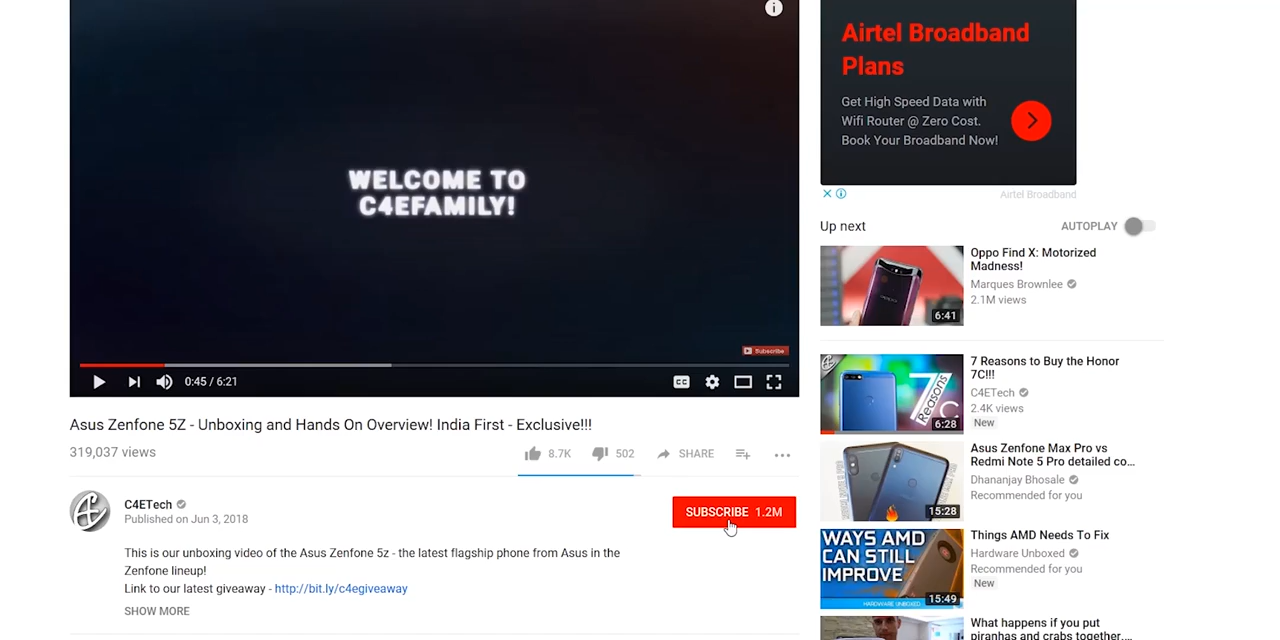 WELCOME TO
C4EFAMILY!
Subscribe
0:45 / 6:21
CC
Asus Zenfone 5Z - Unboxing and Hands On Overview! India First - Exclusive!!!
319,037 views
8.7K
502
SHARE
C4ETech
Published on Jun 3, 2018
SUBSCRIBE 1.2M
This is our unboxing video of the Asus Zenfone 5z - the latest flagship phone from Asus in the
Zenfone lineup!
Link to our latest giveaway - http://bit.ly/c4egiveaway
SHOW MORE
Airtel Broadband
Plans
Get High Speed Data with
Wifi Router @ Zero Cost.
Book Your Broadband Now!
Airtel Broadband
Up next
AUTOPLAY
6:41
Oppo Find X: Motorized
Madness!
Marques Brownlee
2.1M views
7 Reasons
C
6:28
7 Reasons to Buy the Honor
7C!!!
C4ETech
2.4K views
New
15:28
Asus Zenfone Max Pro vs
Redmi Note 5 Pro detailed co...
Dhananjay Bhosale
Recommended for you
WAYS AMD
CAN STILL
IMPROVE
HARDWARE UNBOXED
15:49
Things AMD Needs To Fix
Hardware Unboxed
Recommended for you
New
What happens if you put
piranhas and crabs together,...